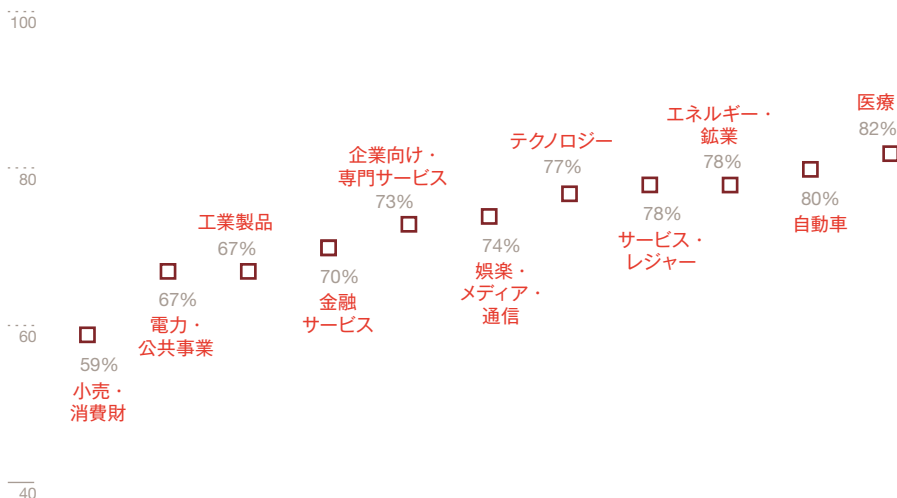 100
80
60
40
59%
小売・
消費財
67%
電力・
公共事業
工業製品
67%
70%
金融
サービス
企業向け・
専門サービス
73%
74%
娯楽・
メディア・
通信
テクノロジー
77%
78%
サービス・
レジャー
エネルギー・
鉱業
78%
80%
自動車
医療
82%